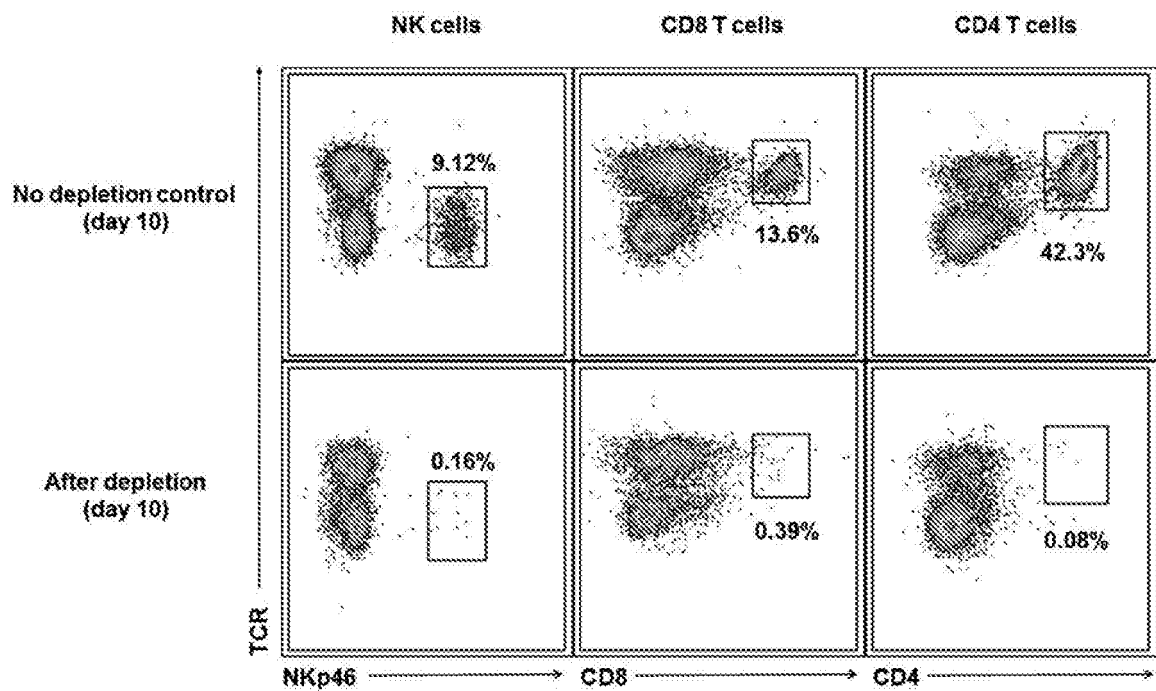 NK cells
CD8 T cells
CD4 T cells
No depletion control
(day 10)
9.12%
13.6%
42.3%
After depletion
(day 10)
0.16%
0.39%
0.08%
TCR
NKp46
CD8
CD4